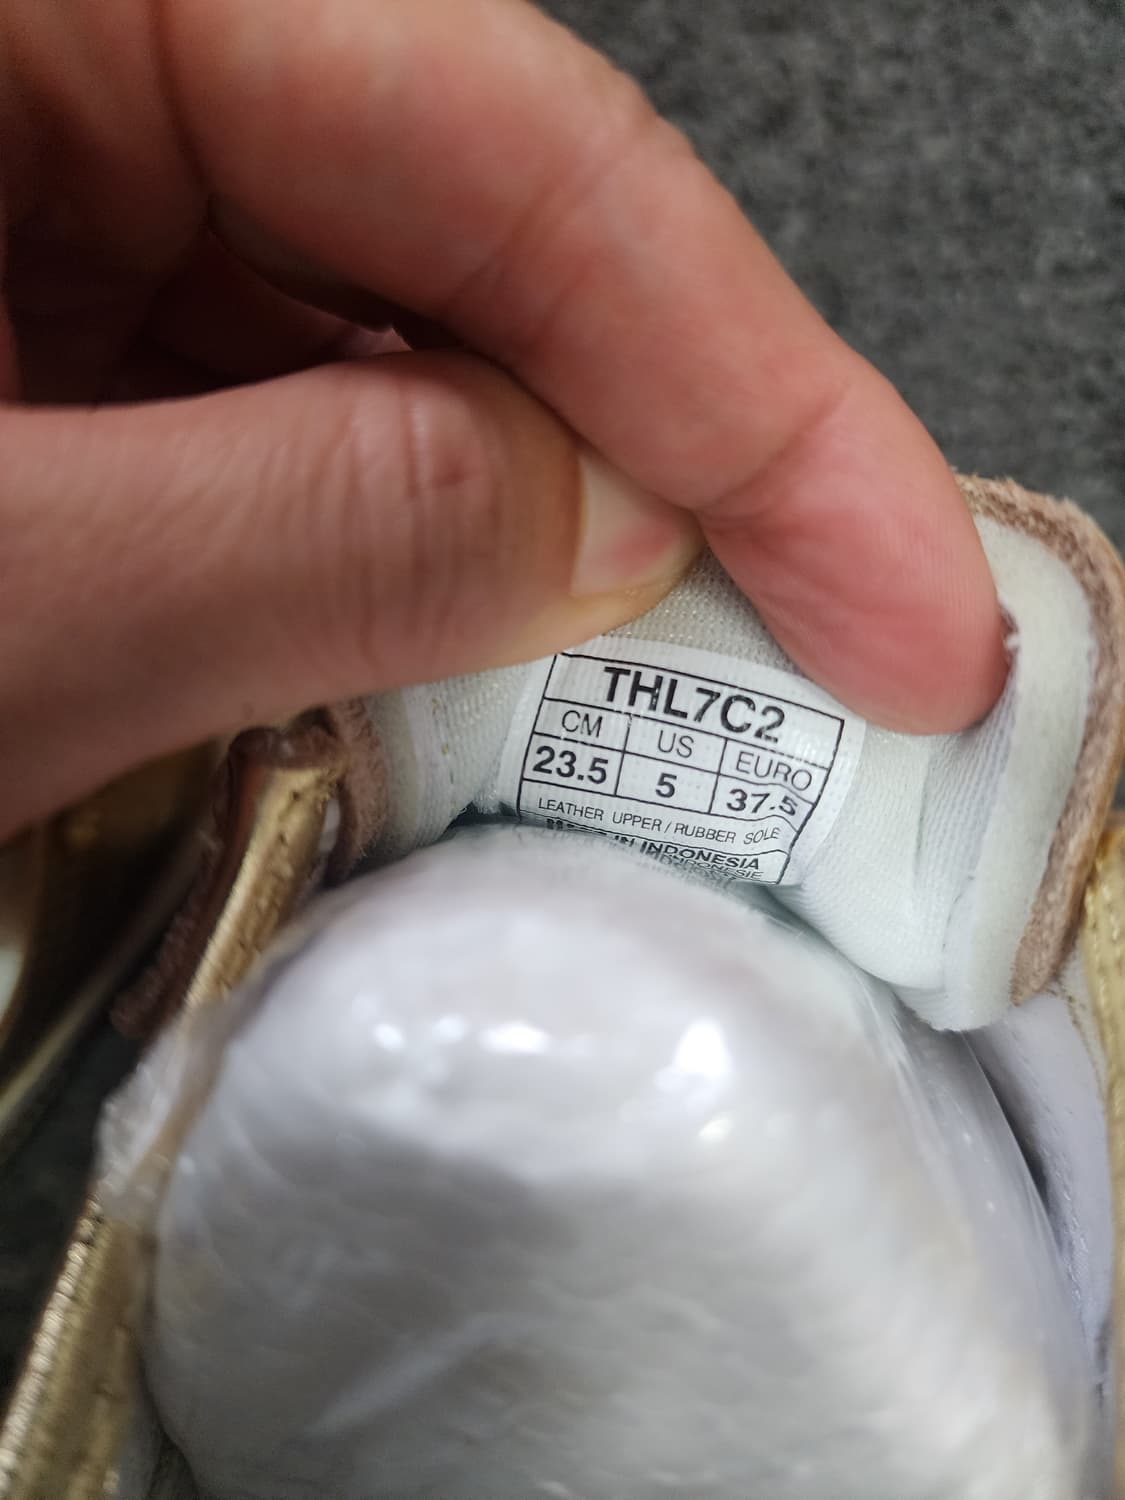 THL7C2
CM US EURO
23.5 5 37.5
LEATHER UPPER / RUBBER SOLE
MADE IN INDONESIA